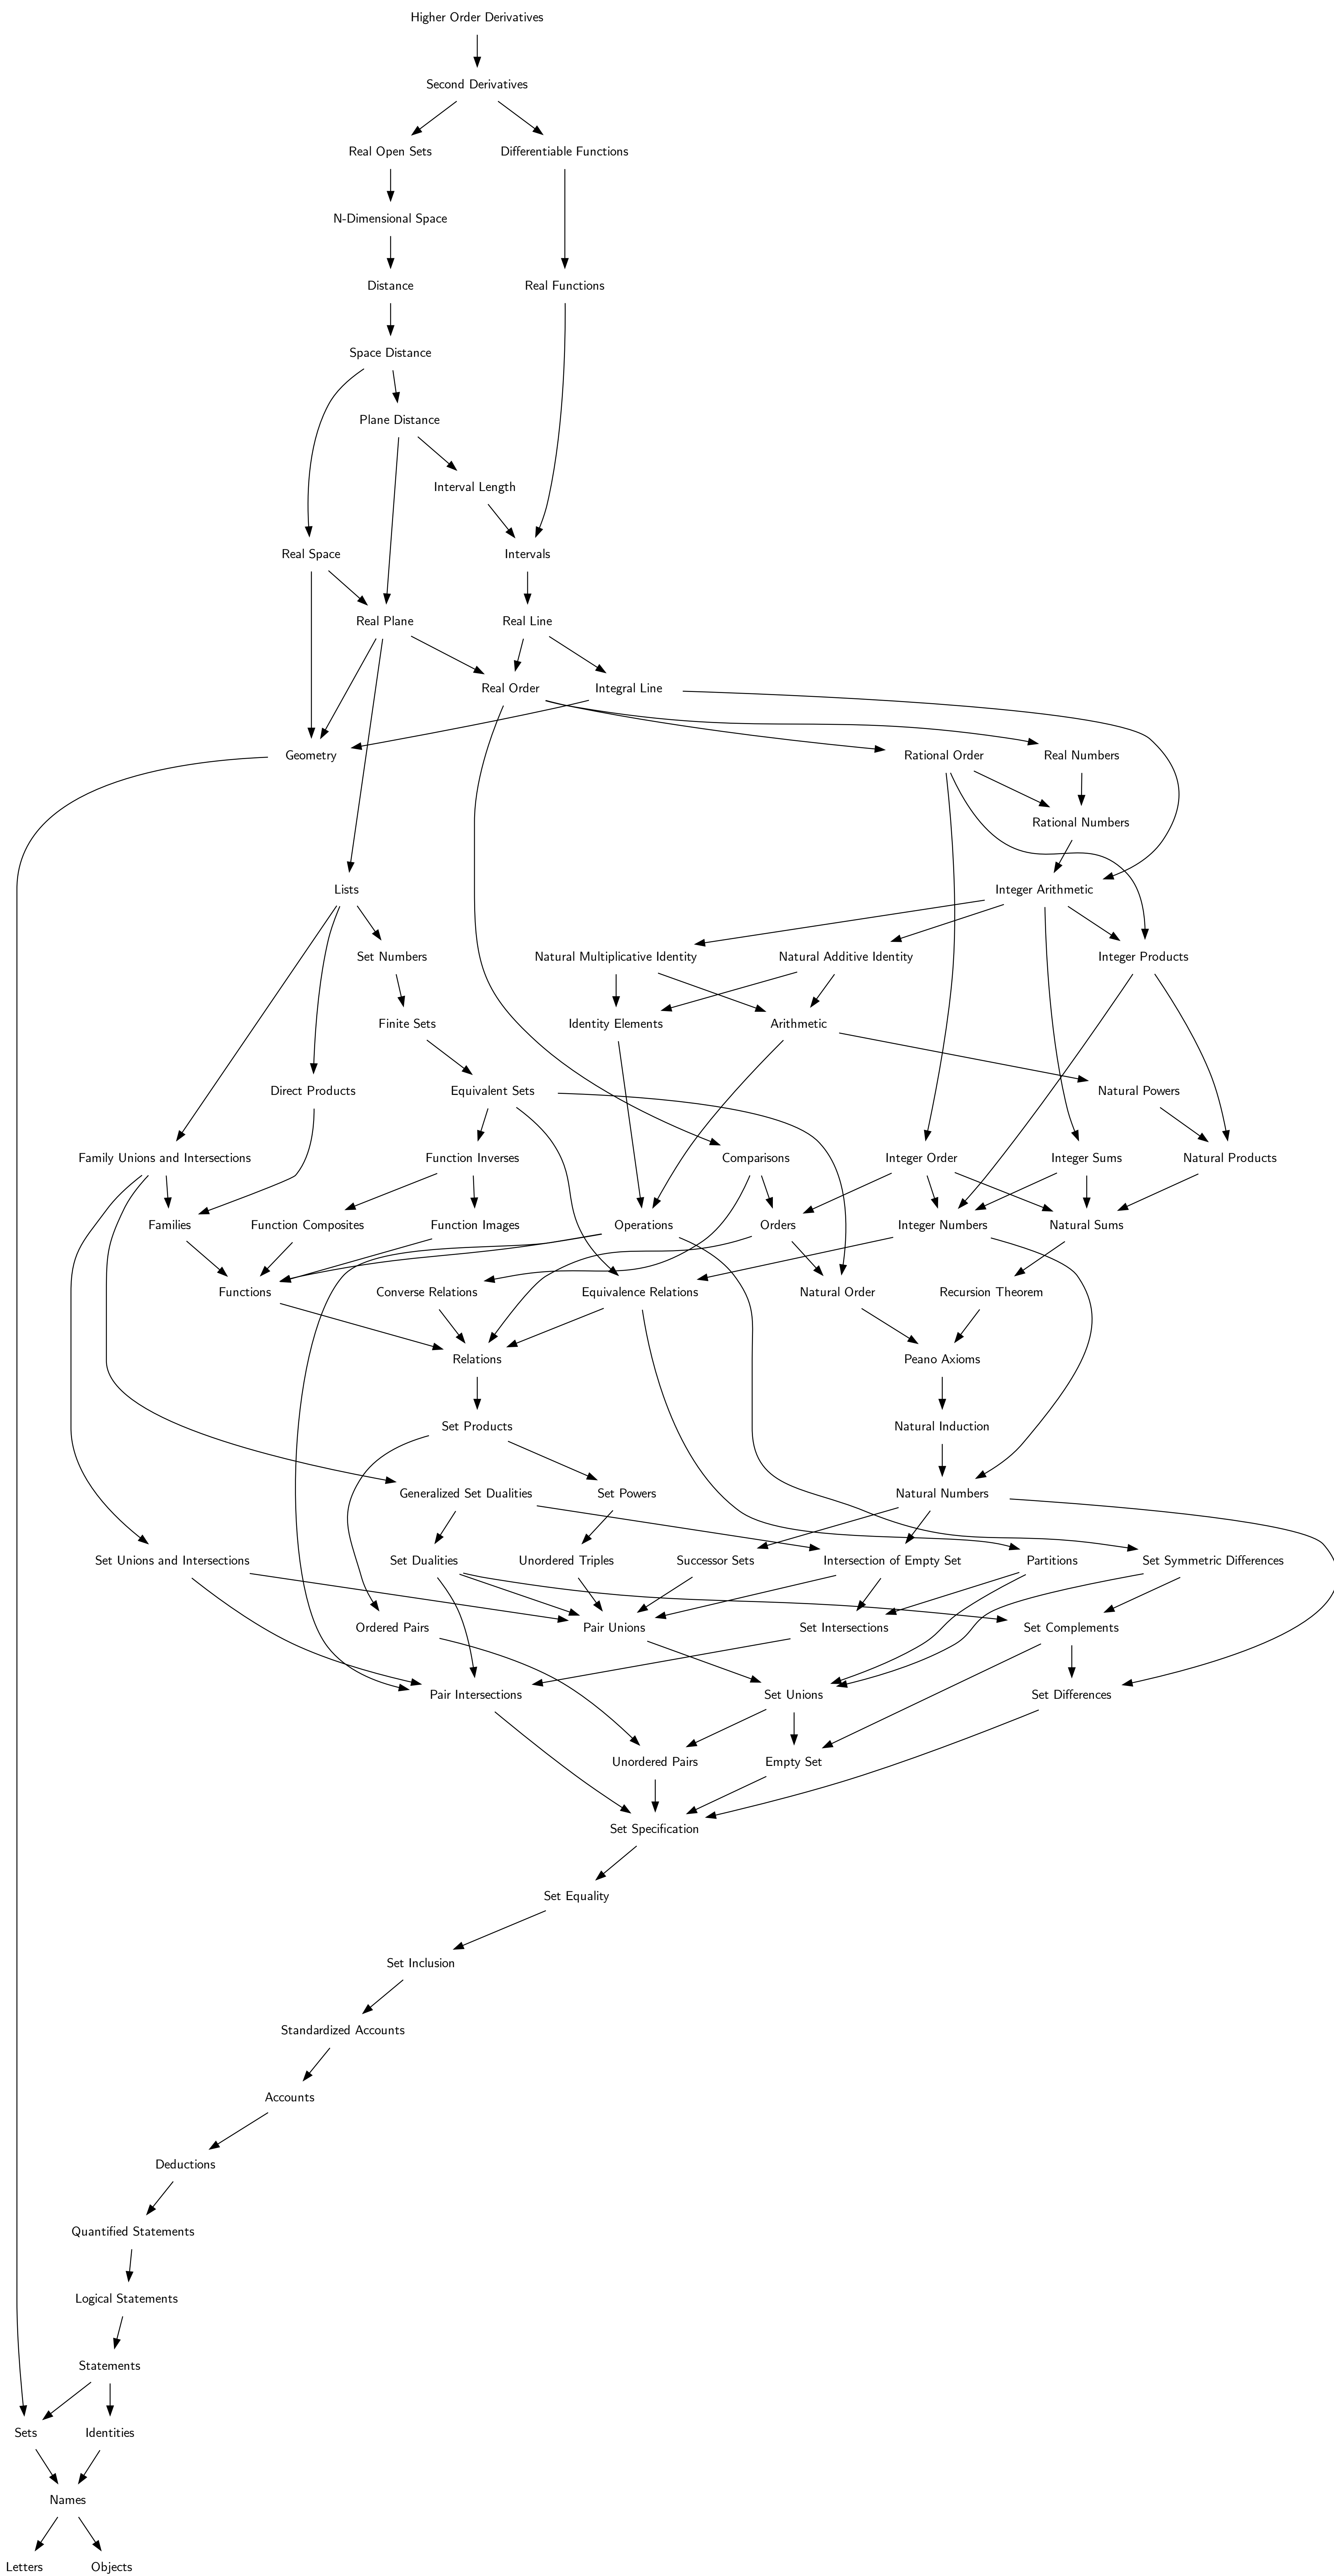 Higher Order Derivatives
Second Derivatives
Real Open Sets
Differentiable Functions
N-Dimensional Space
Distance
Real Functions
Space Distance
Plane Distance
Interval Length
Real Space
Intervals
Real Plane
Real Line
Real Order
Integral Line
Geometry
Rational Order
Real Numbers
Rational Numbers
Lists
Integer Arithmetic
Set Numbers
Natural Multiplicative Identity
Natural Additive Identity
Integer Products
Finite Sets
Identity Elements
Arithmetic
Direct Products
Equivalent Sets
Natural Powers
Family Unions and Intersections
Function Inverses
Comparisons
Integer Order
Integer Sums
Natural Products
Families
Function Composites
Function Images
Operations
Orders
Integer Numbers
Natural Sums
Functions
Converse Relations
Equivalence Relations
Natural Order
Recursion Theorem
Relations
Peano Axioms
Set Products
Natural Induction
Generalized Set Dualities
Set Powers
Natural Numbers
Set Unions and Intersections
Set Dualities
Unordered Triples
Successor Sets
Intersection of Empty Set
Partitions
Set Symmetric Differences
Ordered Pairs
Pair Unions
Set Intersections
Set Complements
Pair Intersections
Set Unions
Set Differences
Unordered Pairs
Empty Set
Set Specification
Set Equality
Set Inclusion
Standardized Accounts
Accounts
Deductions
Quantified Statements
Logical Statements
Statements
Sets
Identities
Names
Letters
Objects